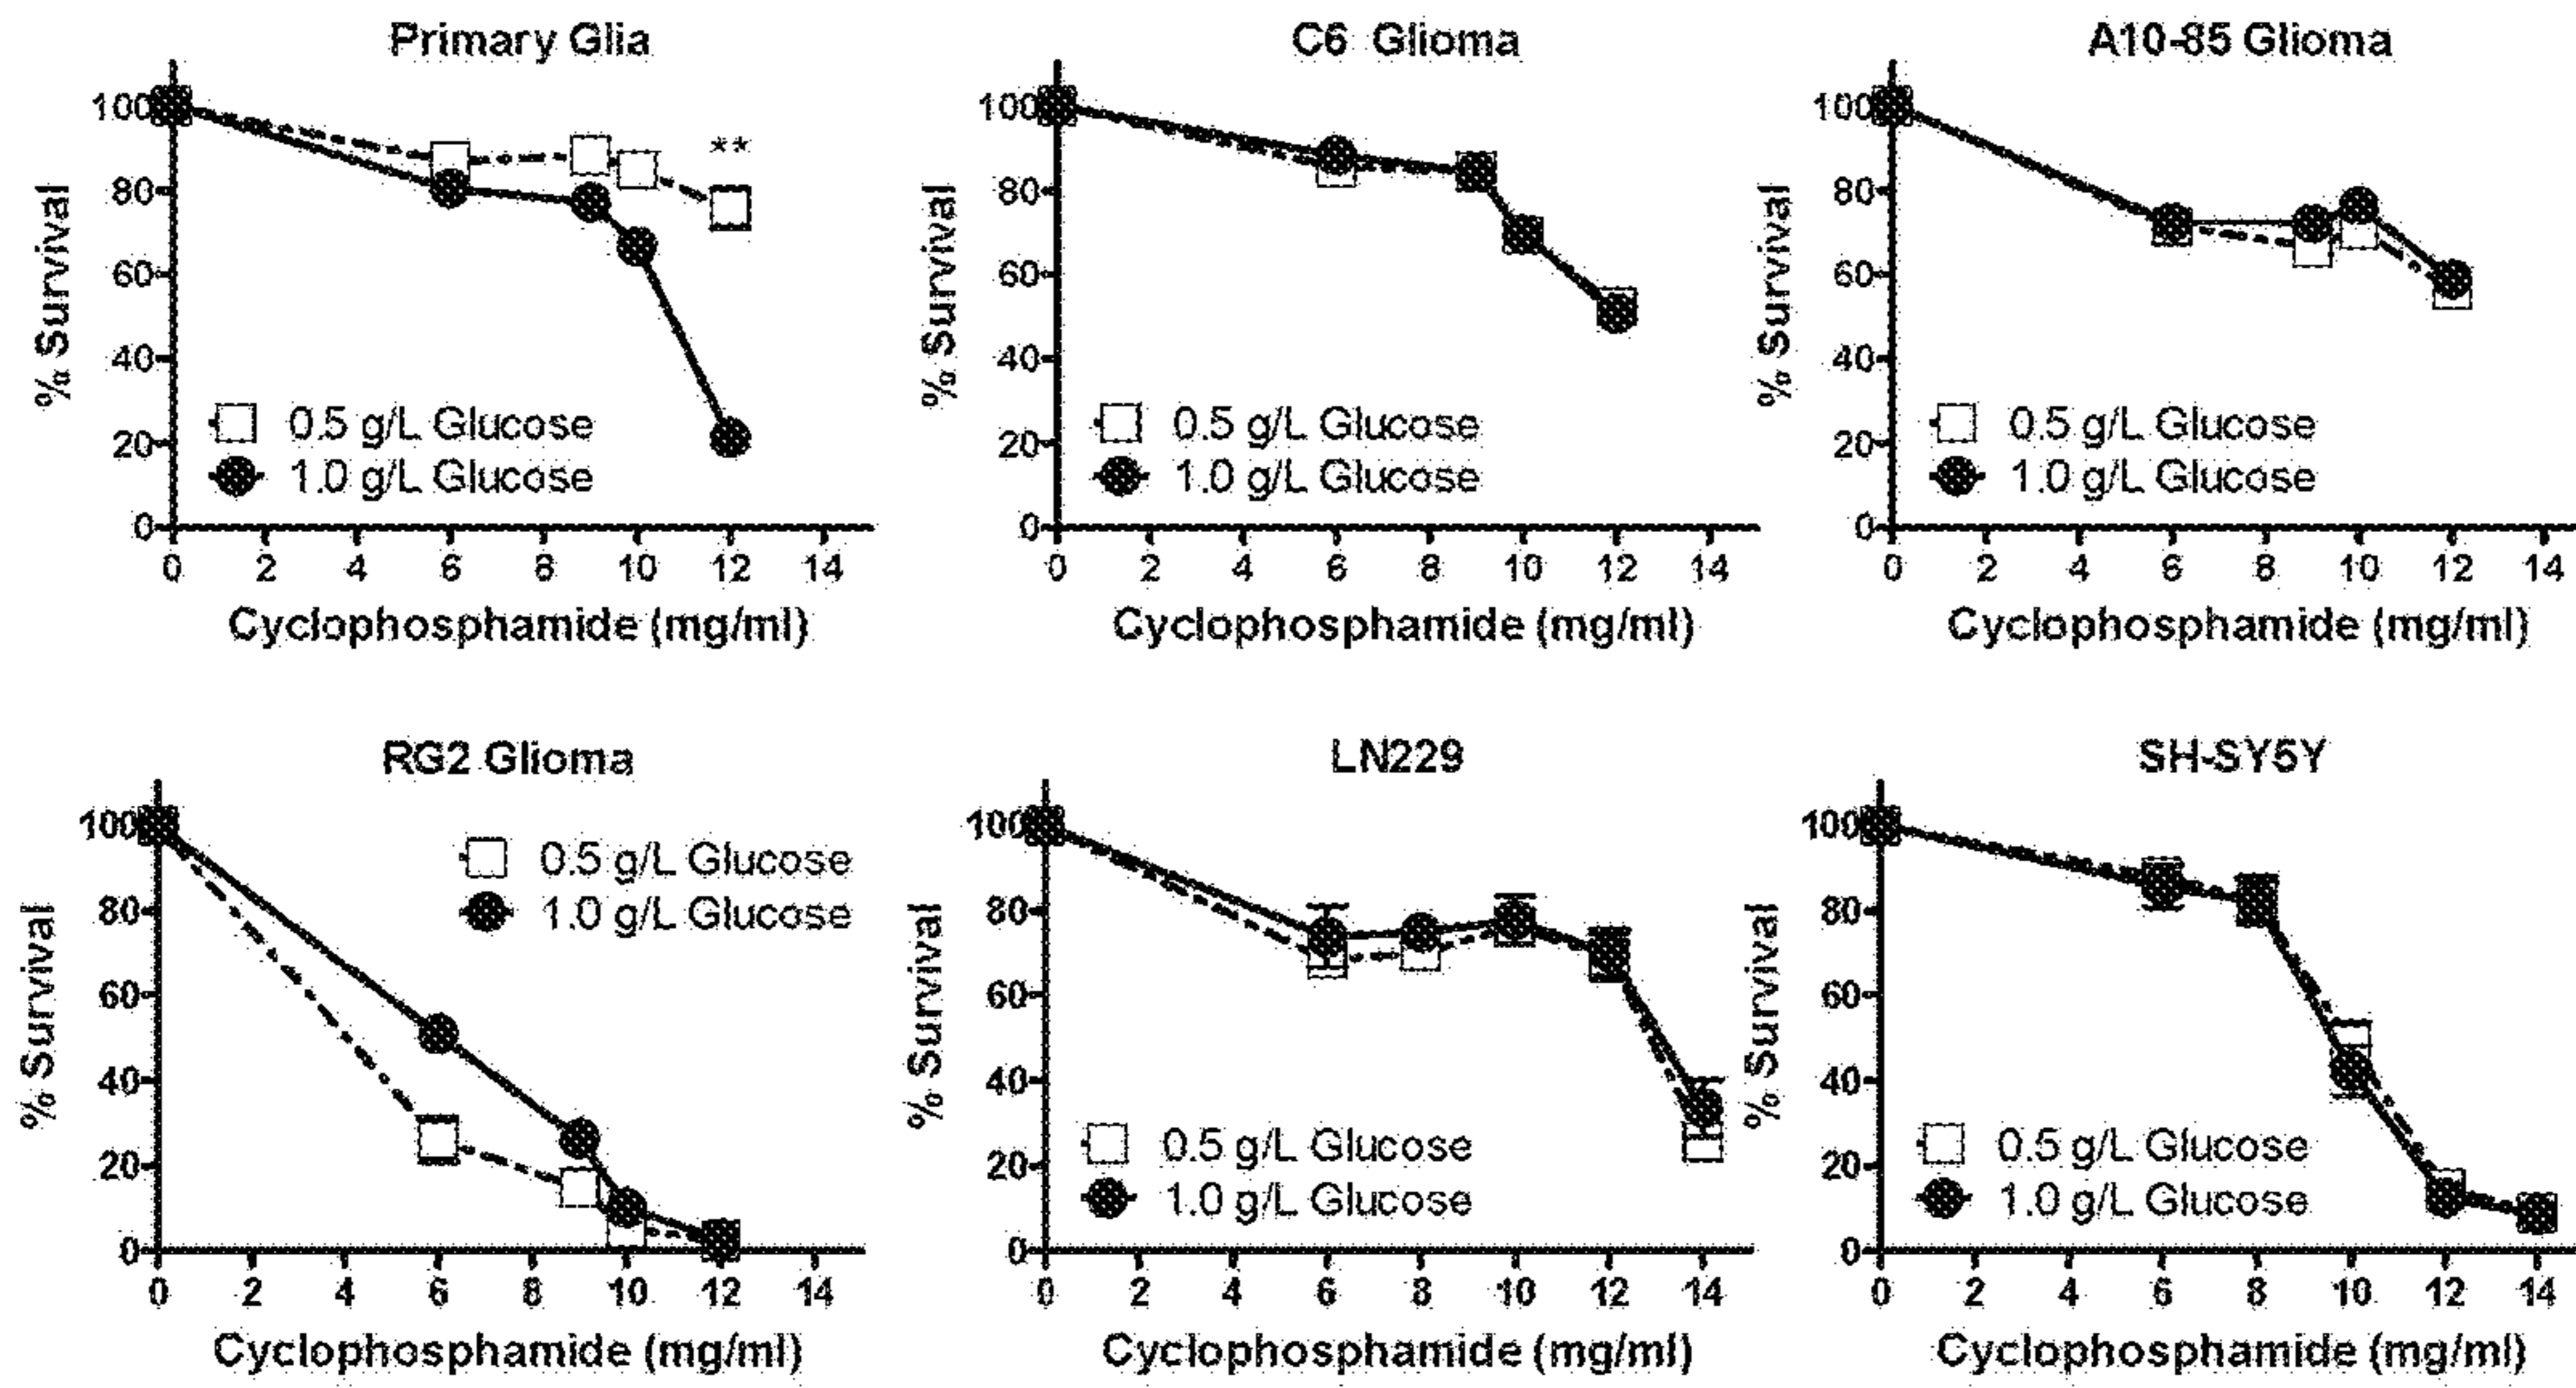 Primary Glia
% Survival
100
80
60
40
20
0
**
0.5 g/L Glucose
1.0 g/L Glucose
0 2 4 6 8 10 12 14
Cyclophosphamide (mg/ml)
C6 Glioma
% Survival
100
80
60
40
20
0
0.5 g/L Glucose
1.0 g/L Glucose
0 2 4 6 8 10 12 14
Cyclophosphamide (mg/ml)
A10-85 Glioma
% Survival
100
80
60
40
20
0
0.5 g/L Glucose
1.0 g/L Glucose
0 2 4 6 8 10 12 14
Cyclophosphamide (mg/ml)
RG2 Glioma
% Survival
100
80
60
40
20
0
0.5 g/L Glucose
1.0 g/L Glucose
0 2 4 6 8 10 12 14
Cyclophosphamide (mg/ml)
LN229
% Survival
100
80
60
40
20
0
0.5 g/L Glucose
1.0 g/L Glucose
0 2 4 6 8 10 12 14
Cyclophosphamide (mg/ml)
SH-SY5Y
% Survival
100
80
60
40
20
0
0.5 g/L Glucose
1.0 g/L Glucose
0 2 4 6 8 10 12 14
Cyclophosphamide (mg/ml)